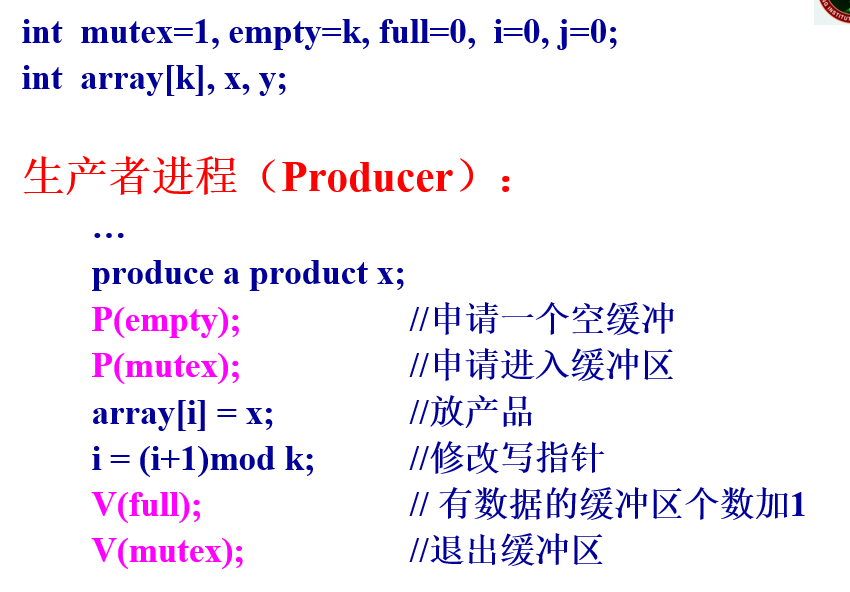 int mutex=1, empty=k, full=0, i=0, j=0;
int array[k], x, y;
生产者进程（Producer）：
…
produce a product x;
P(empty); //申请一个空缓冲
P(mutex); //申请进入缓冲区
array[i] = x; //放产品
i = (i+1)mod k; //修改写指针
V(full); // 有数据的缓冲区个数加1
V(mutex); //退出缓冲区